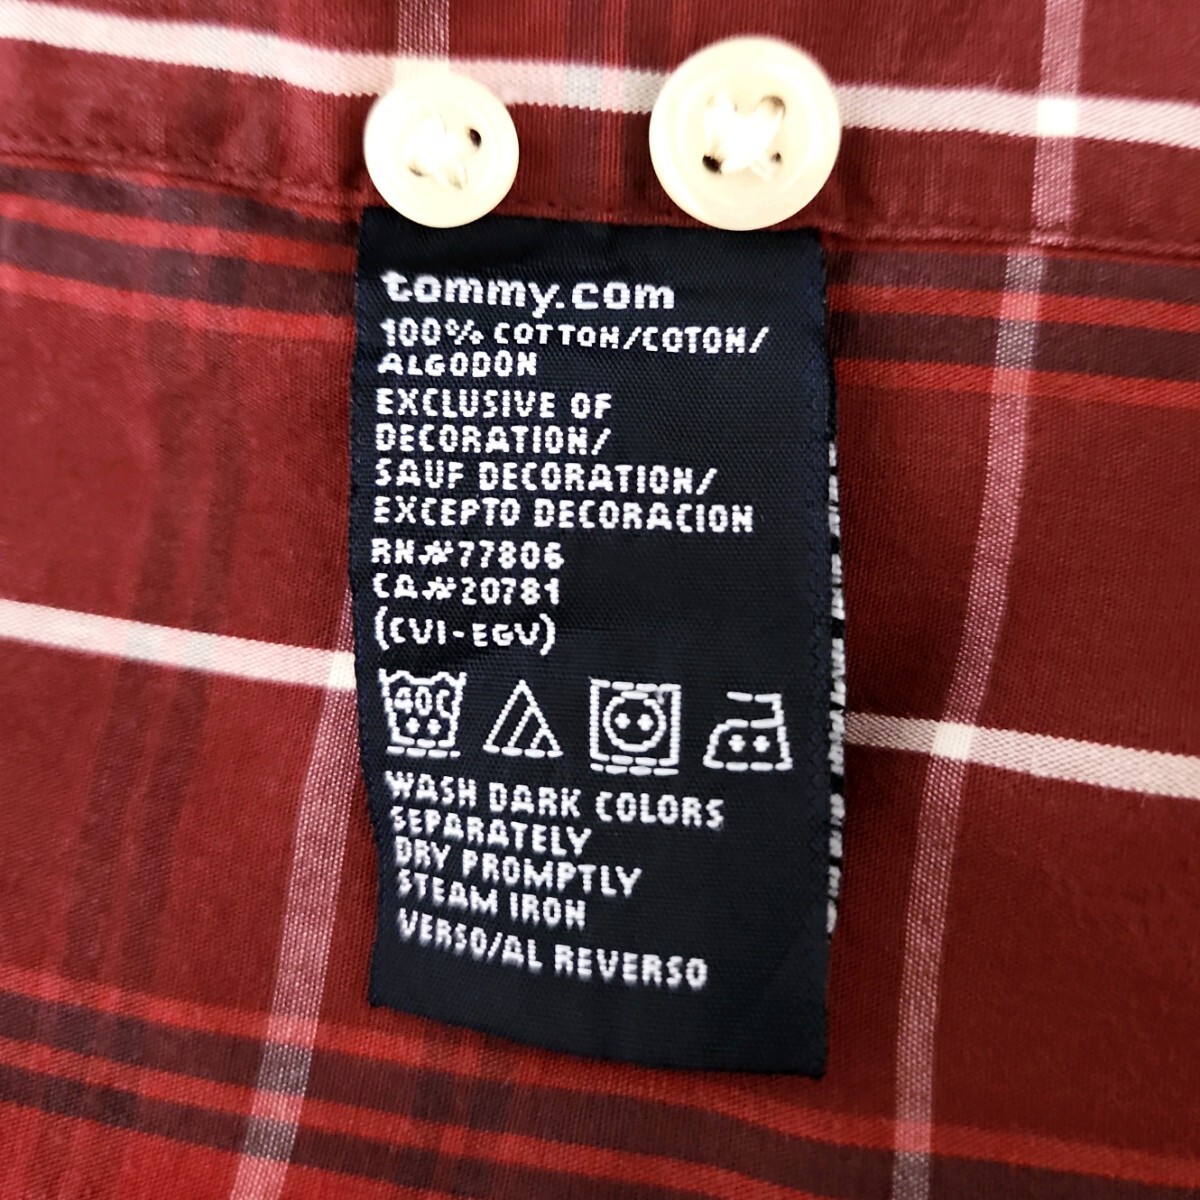 tommy.com
100% COTTON/COTON/
ALGODON
EXCLUSIVE OF
DECORATION/
SAUF DECORATION/
EXCEPTO DECORACION
RN#77806
CA#20781
(CVI-EGV)
40C
WASH DARK COLORS
SEPARATELY
DRY PROMPTLY
STEAM IRON
VERSO/AL REVERSO